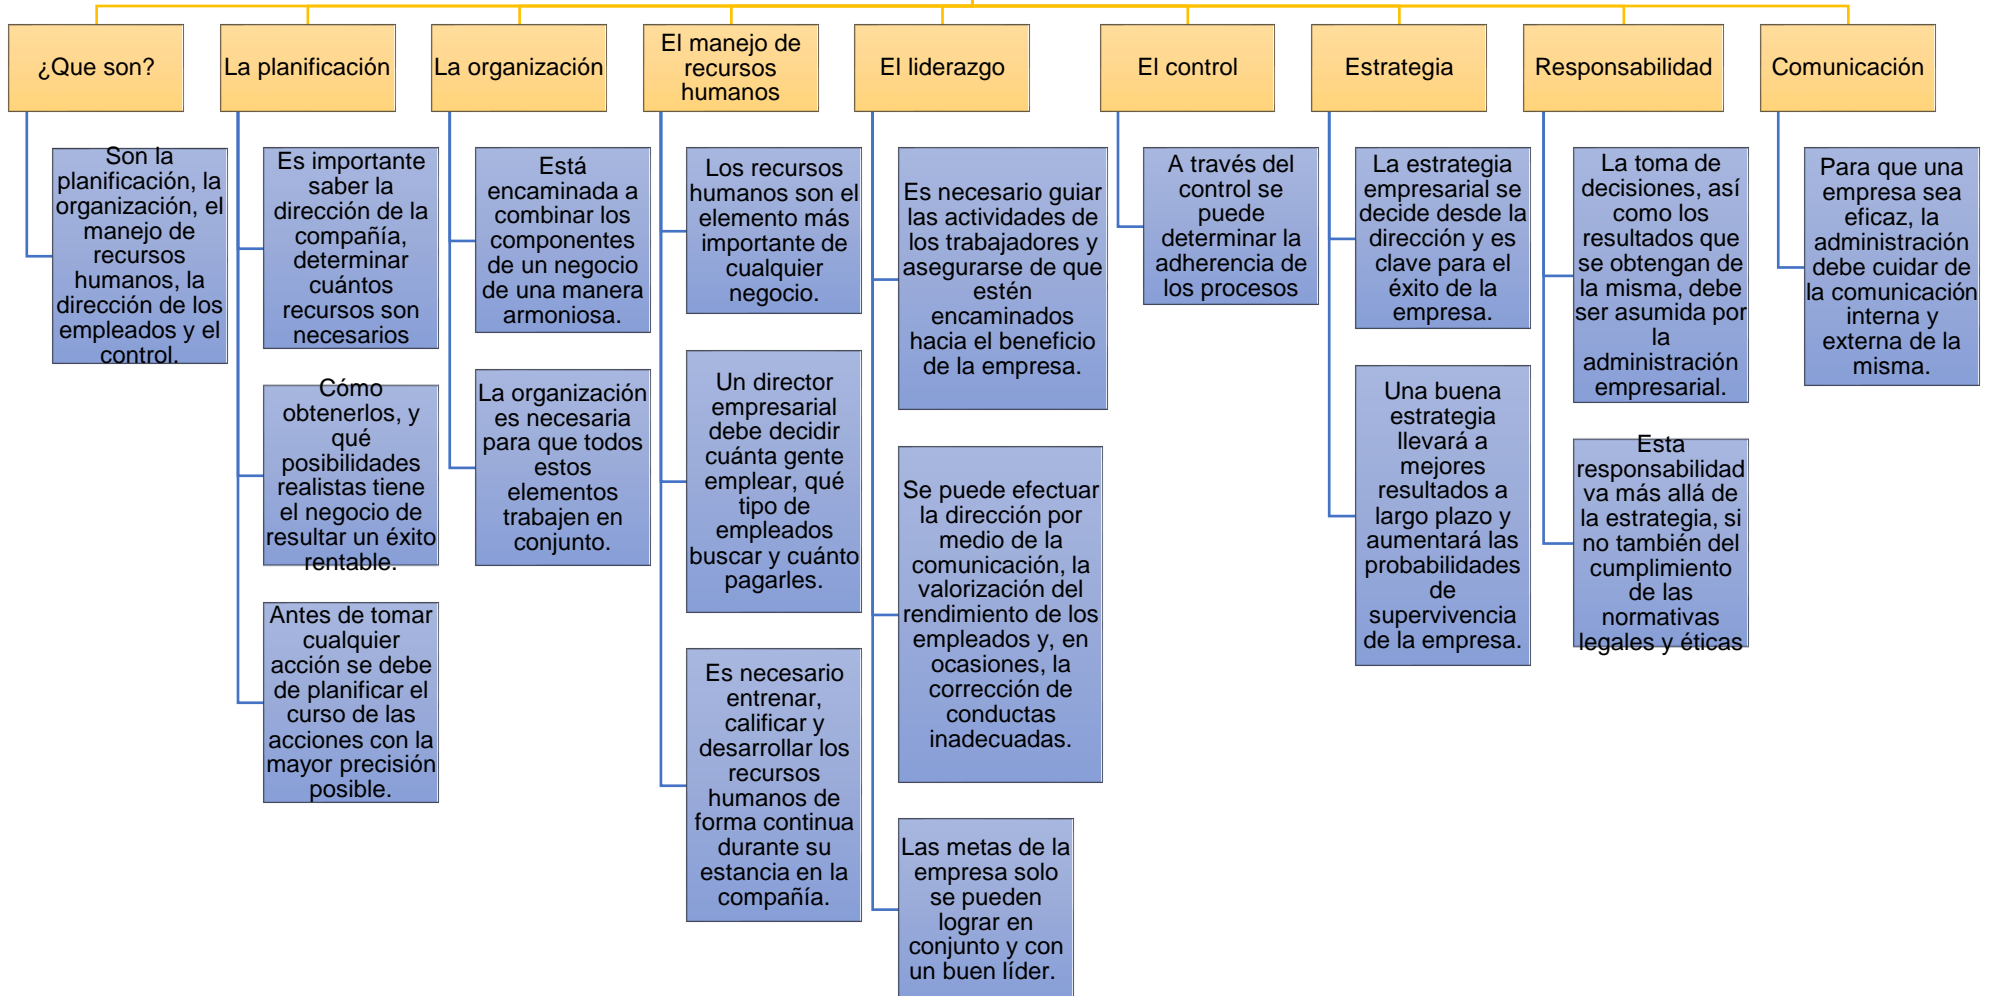 ¿Que son?
Son la
planificación, la
organización, el
manejo de
recursos
humanos, la
dirección de los
empleados y el
control.
La planificación
Es importante
saber la
dirección de la
compañía,
determinar
cuántos
recursos son
necesarios
Cómo
obtenerlos, y
qué
posibilidades
realistas tiene
el negocio de
resultar un éxito
rentable.
Antes de tomar
cualquier
acción se debe
de planificar el
curso de las
acciones con la
mayor precisión
posible.
La organización
Está
encaminada a
combinar los
componentes
de un negocio
de una manera
armoniosa.
La organización
es necesaria
para que todos
estos
elementos
trabajen en
conjunto.
El manejo de
recursos
humanos
Los recursos
humanos son el
elemento más
importante de
cualquier
negocio.
Un director
empresarial
debe decidir
cuánta gente
emplear, qué
tipo de
empleados
buscar y cuánto
pagarles.
Es necesario
entrenar,
calificar y
desarrollar los
recursos
humanos de
forma continua
durante su
estancia en la
compañía.
El liderazgo
Es necesario guiar
las actividades de
los trabajadores y
asegurarse de que
estén
encaminados
hacia el beneficio
de la empresa.
Se puede efectuar
la dirección por
medio de la
comunicación, la
valorización del
rendimiento de los
empleados y, en
ocasiones, la
corrección de
conductas
inadecuadas.
Las metas de la
empresa solo
se pueden
lograr en
conjunto y con
un buen líder.
El control
A través del
control se
puede
determinar la
adherencia de
los procesos
Estrategia
La estrategia
empresarial se
decide desde la
dirección y es
clave para el
éxito de la
empresa.
Una buena
estrategia
llevará a
mejores
resultados a
largo plazo y
aumentará las
probabilidades
de
supervivencia
de la empresa.
Responsabilidad
La toma de
decisiones, así
como los
resultados que
se obtengan de
la misma, debe
ser asumida por
la
administración
empresarial.
Esta
responsabilidad
va más allá de
la estrategia, si
no también del
cumplimiento
de las
normativas
legales y éticas
Comunicación
Para que una
empresa sea
eficaz, la
administración
debe cuidar de
la comunicación
interna y
externa de la
misma.